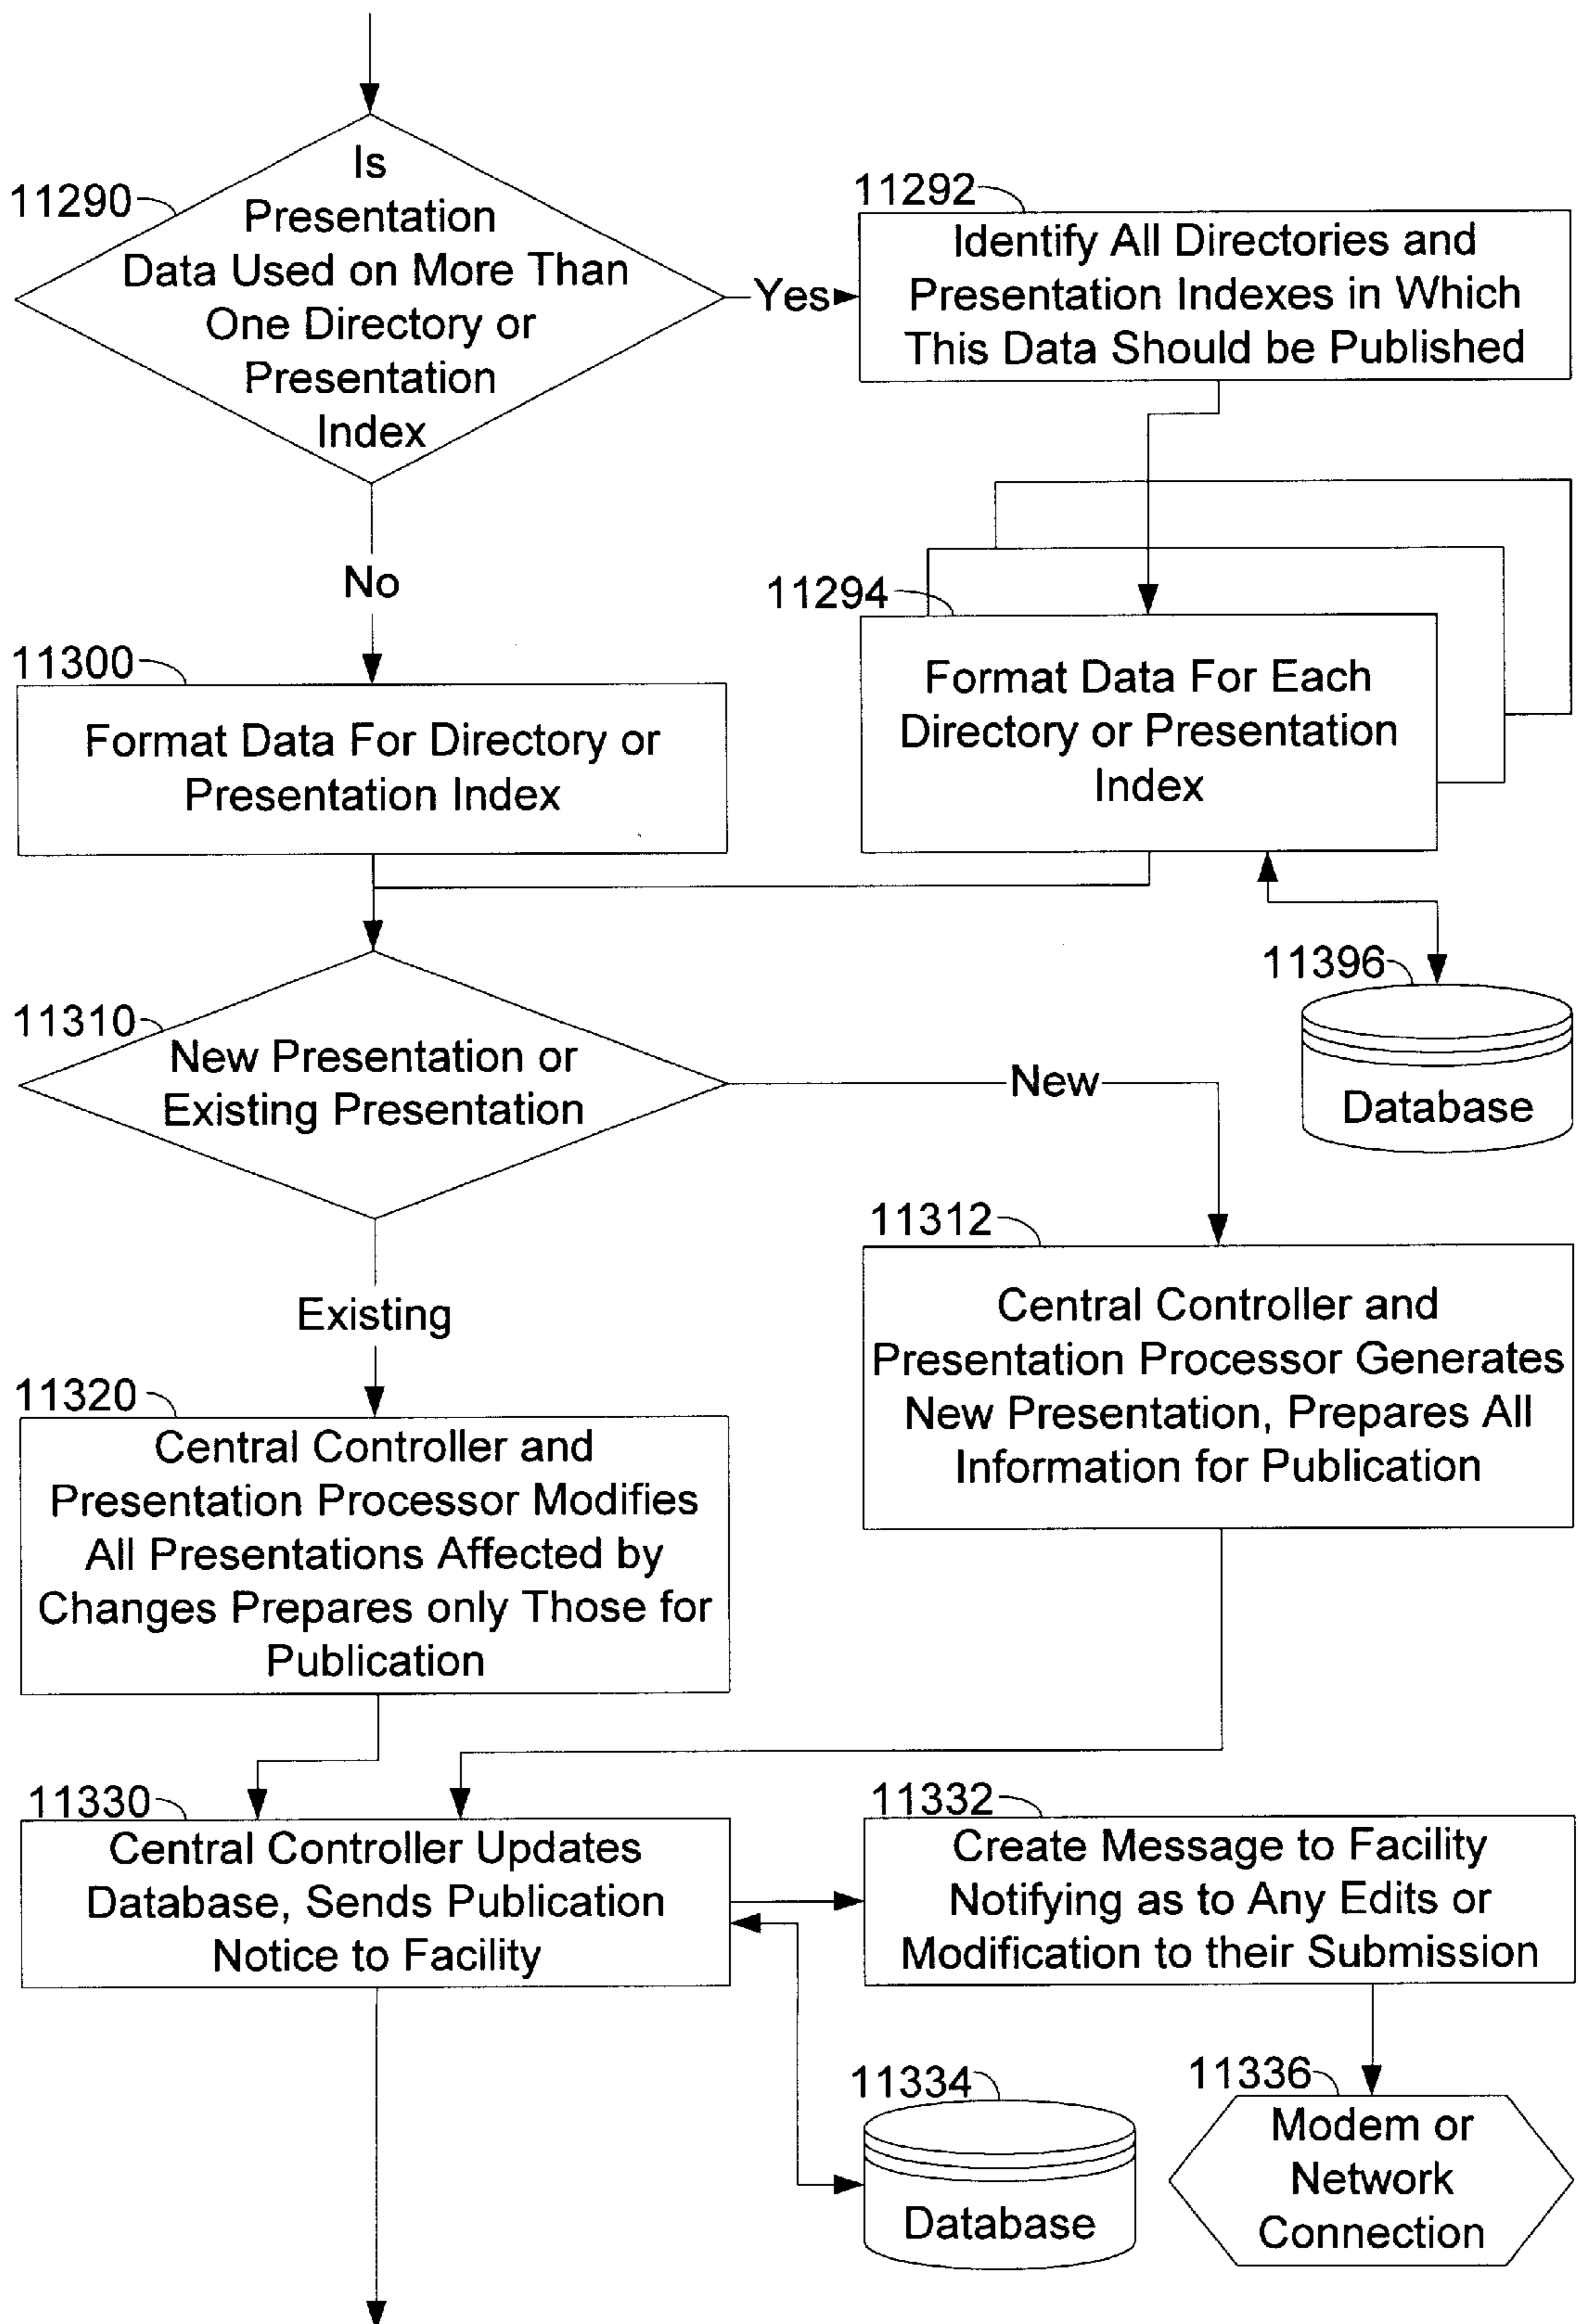 11290
Is
Presentation
Data Used on More Than
One Directory or
Presentation
Index
Yes
11292
Identify All Directories and
Presentation Indexes in Which
This Data Should be Published
No
11294
Format Data For Each
Directory or Presentation
Index
11300
Format Data For Directory or
Presentation Index
11396
Database
11310
New Presentation or
Existing Presentation
New
11312
Central Controller and
Presentation Processor Generates
New Presentation, Prepares All
Information for Publication
Existing
11320
Central Controller and
Presentation Processor Modifies
All Presentations Affected by
Changes Prepares only Those for
Publication
11330
Central Controller Updates
Database, Sends Publication
Notice to Facility
11332
Create Message to Facility
Notifying as to Any Edits or
Modification to their Submission
11334
Database
11336
Modem or
Network
Connection